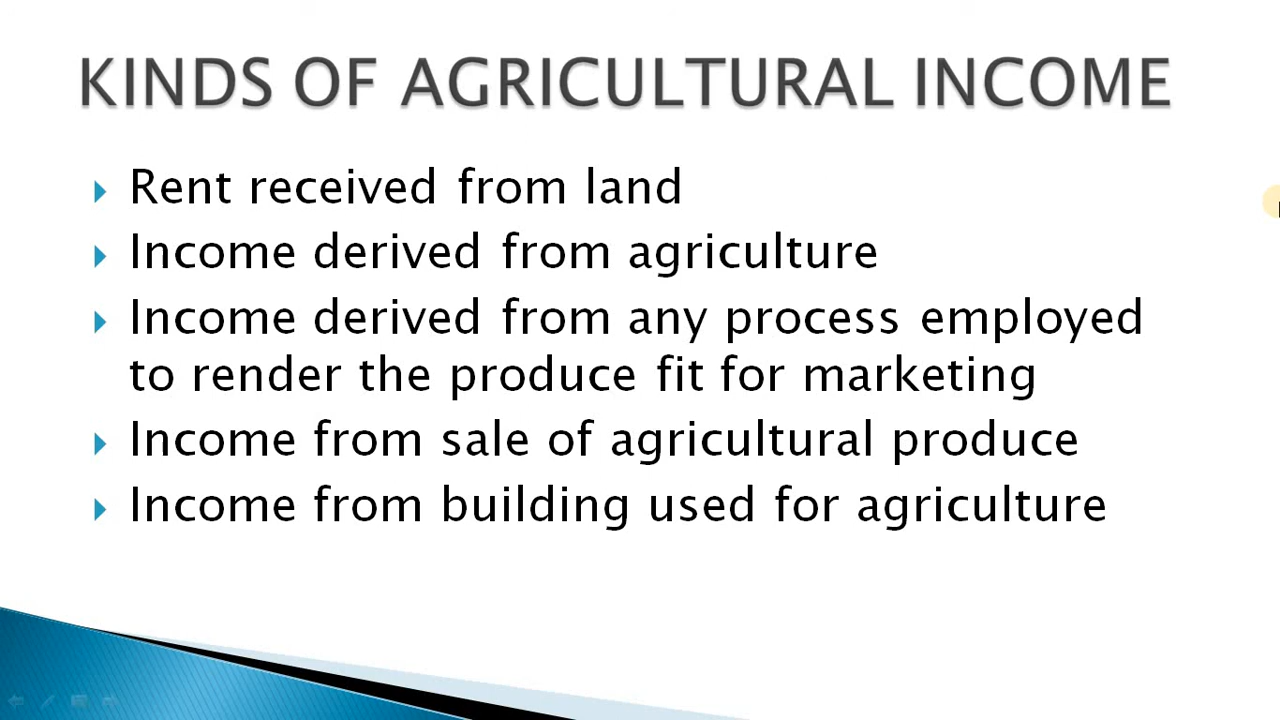 KINDS OF AGRICULTURAL INCOME
Rent received from land
Income derived from agriculture
Income derived from any process employed
to render the produce fit for marketing
Income from sale of agricultural produce
Income from building used for agriculture